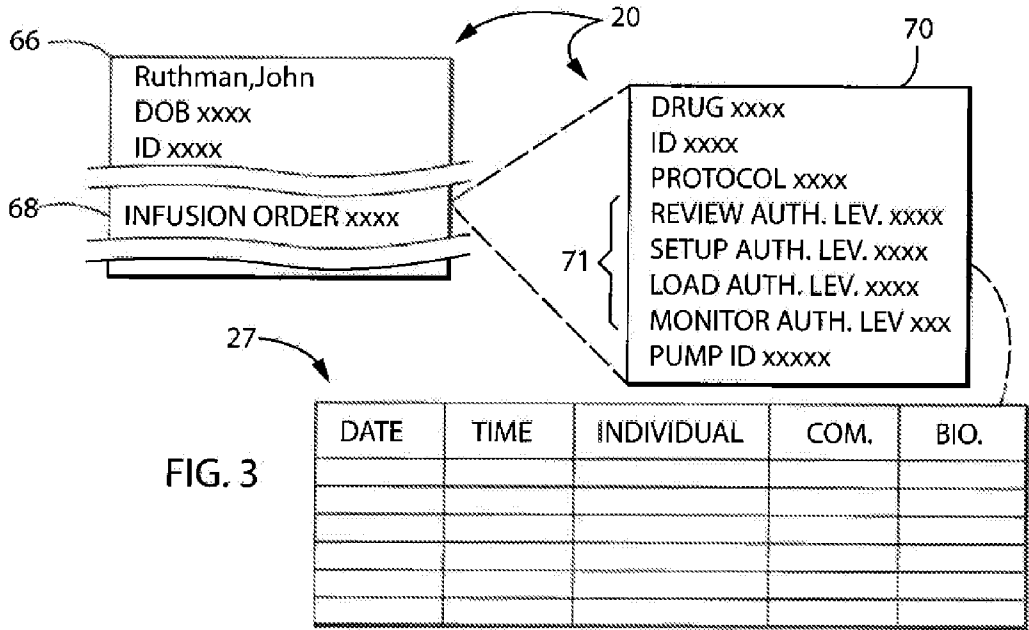 20
66
70
Ruthman,John
DOB xxxx
ID xxxx
68
INFUSION ORDER xxxx
DRUG xxxx
ID xxxx
PROTOCOL xxxx
REVIEW AUTH. LEV. xxxx
SETUP AUTH. LEV. xxxx
71
LOAD AUTH. LEV. xxxx
MONITOR AUTH. LEV xxx
PUMP ID xxxxx
27
DATE TIME INDIVIDUAL COM. BIO.
FIG. 3